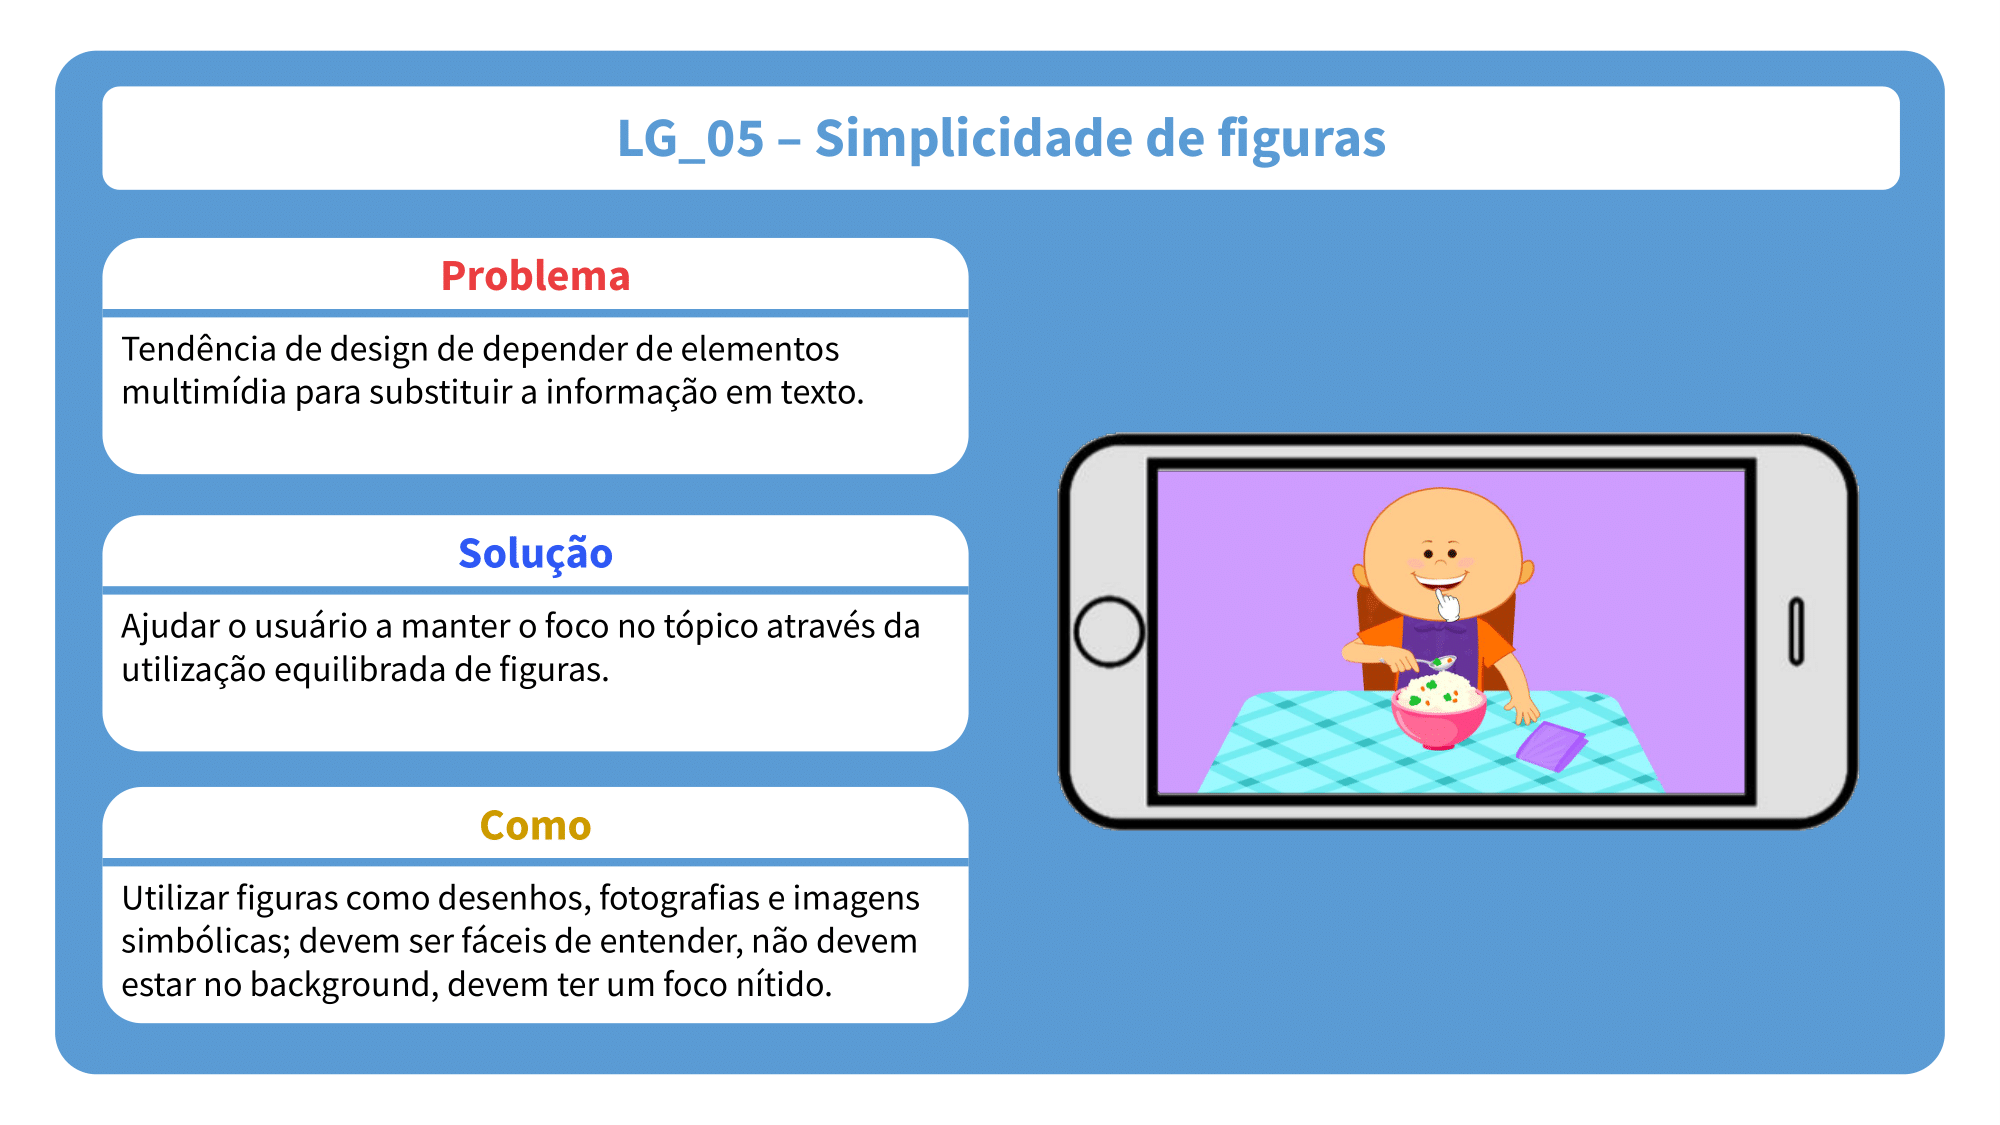 LG_05 – Simplicidade de figuras
Problema
Tendência de design de depender de elementos
multimídia para substituir a informação em texto.
Solução
Ajudar o usuário a manter o foco no tópico através da
utilização equilibrada de figuras.
Como
Utilizar figuras como desenhos, fotografias e imagens
simbólicas; devem ser fáceis de entender, não devem
estar no background, devem ter um foco nítido.